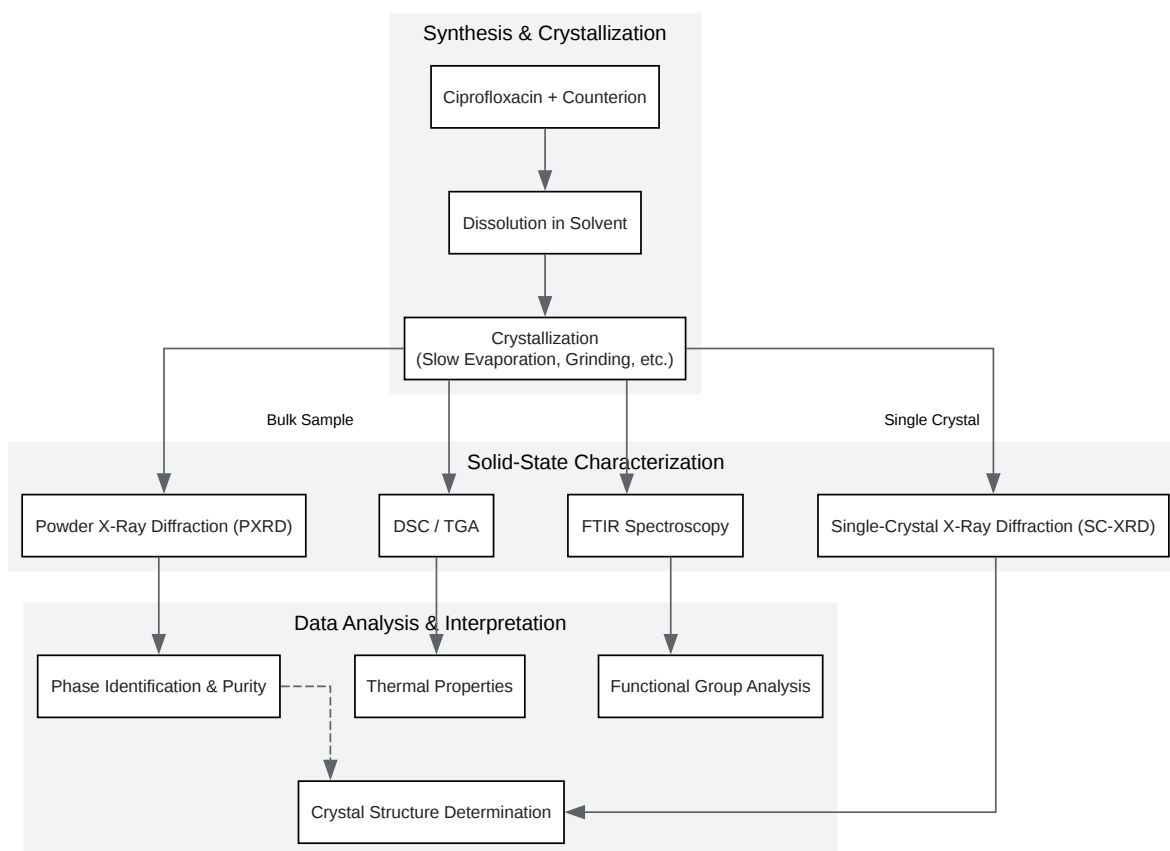 Synthesis & Crystallization
Ciprofloxacin + Counterion
Dissolution in Solvent
Crystallization
(Slow Evaporation, Grinding, etc.)
Bulk Sample
Single Crystal
Solid-State Characterization
Powder X-Ray Diffraction (PXRD)
DSC / TGA
FTIR Spectroscopy
Single-Crystal X-Ray Diffraction (SC-XRD)
Data Analysis & Interpretation
Phase Identification & Purity
Thermal Properties
Functional Group Analysis
Crystal Structure Determination